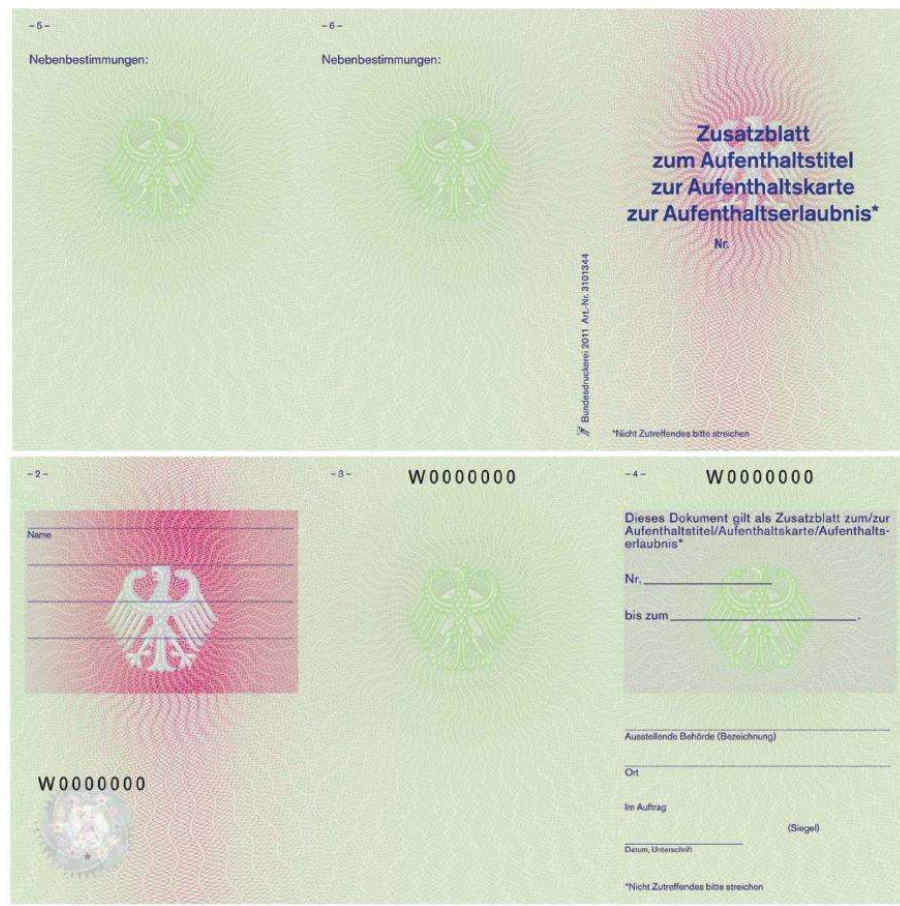 -5-
Nebenbestimmungen:
-6-
Nebenbestimmungen:
Zusatzblatt
zum Aufenthaltstitel
zur Aufenthaltskarte
zur Aufenthaltserlaubnis*
Nr.
Bundesdruckerei 2011 Art.-Nr. 3101344
*Nicht Zutreffendes bitte streichen
-2-
Name
W0000000
-3-
W0000000
-4-
W0000000
Dieses Dokument gilt als Zusatzblatt zum/zur
Aufenthaltstitel/Aufenthaltskarte/Aufenthalts-
erlaubnis*
Nr.
bis zum .
Ausstellende Behörde (Bezeichnung)
Ort
Im Auftrag
(Siegel)
Datum, Unterschrift
*Nicht Zutreffendes bitte streichen